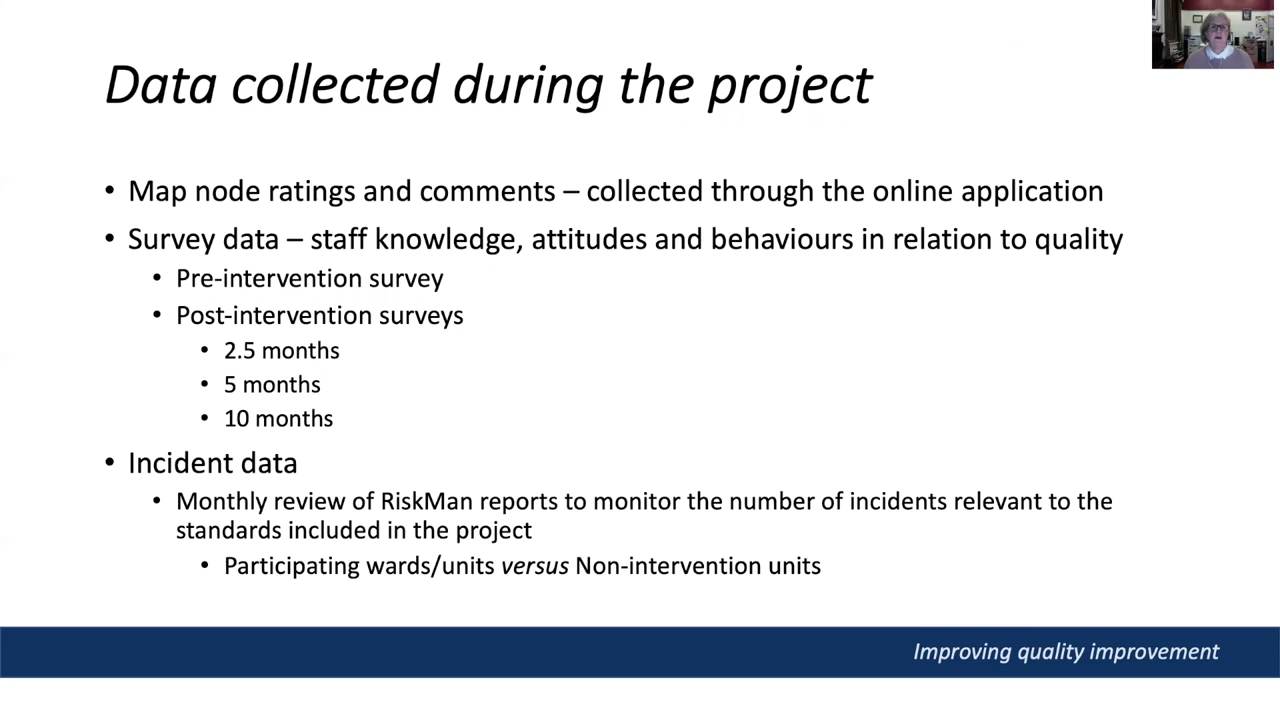 Data collected during the project
• Map node ratings and comments – collected through the online application
• Survey data – staff knowledge, attitudes and behaviours in relation to quality
• Pre-intervention survey
• Post-intervention surveys
• 2.5 months
• 5 months
• 10 months
• Incident data
• Monthly review of RiskMan reports to monitor the number of incidents relevant to the
standards included in the project
• Participating wards/units versus Non-intervention units
Improving quality improvement